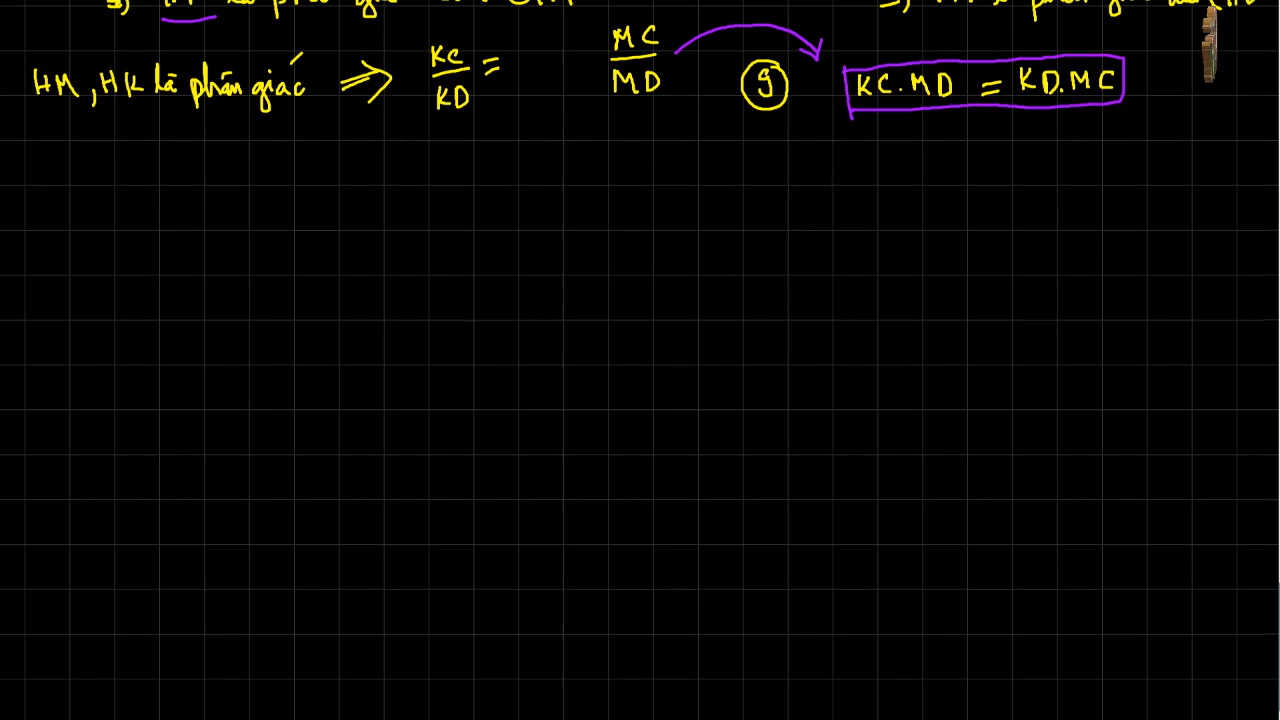 HM, HK là phân giác ⟹ KC/KD = MC/MD ⑨ KC.MD = KD.MC